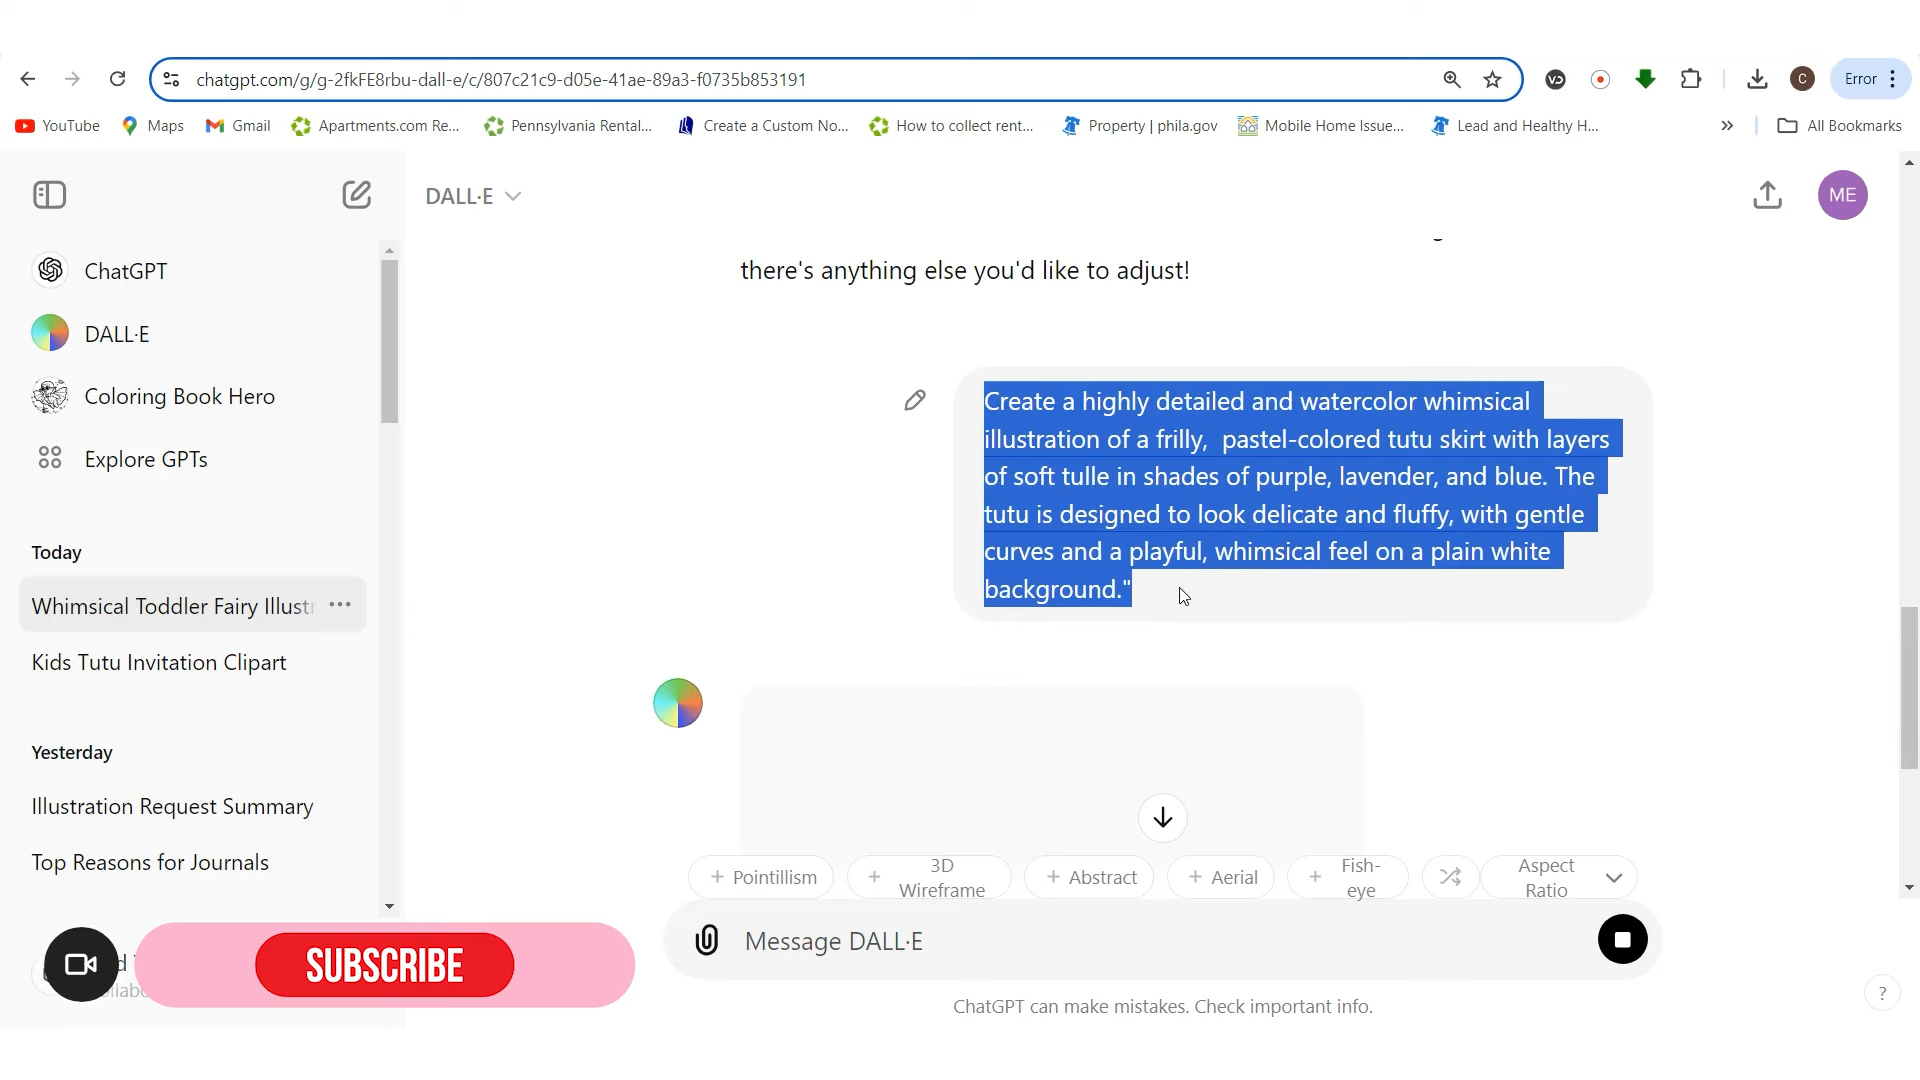 chatgpt.com/g/g-2fkFE8rbu-dall-e/c/807c21c9-d05e-41ae-89a3-f0735b853191
C
Error
YouTube
Maps
Gmail
Apartments.com Re...
Pennsylvania Rental...
Create a Custom No...
How to collect rent...
Property | phila.gov
Mobile Home Issue...
Lead and Healthy H...
All Bookmarks
DALL·E
ME
ChatGPT
DALL·E
Coloring Book Hero
Explore GPTs
Today
Whimsical Toddler Fairy Illust
Kids Tutu Invitation Clipart
Yesterday
Illustration Request Summary
Top Reasons for Journals
SUBSCRIBE
there's anything else you'd like to adjust!
Create a highly detailed and watercolor whimsical
illustration of a frilly,  pastel-colored tutu skirt with layers
of soft tulle in shades of purple, lavender, and blue. The
tutu is designed to look delicate and fluffy, with gentle
curves and a playful, whimsical feel on a plain white
background."
Pointillism
3D
Wireframe
Abstract
Aerial
Fish-
eye
Aspect
Ratio
Message DALL·E
ChatGPT can make mistakes. Check important info.
?